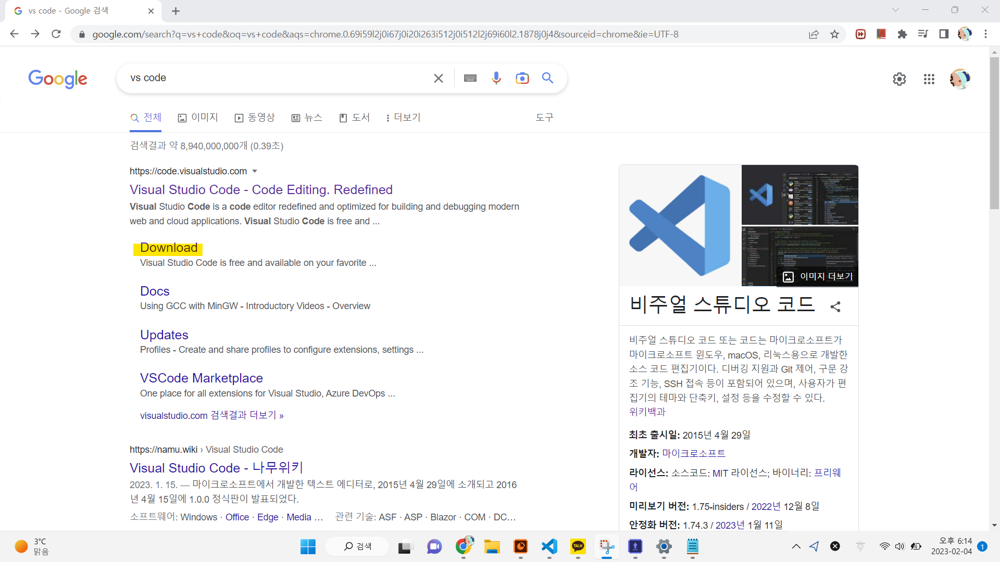 vs code - Google 검색
google.com/search?q=vs+code&oq=vs+code&aqs=chrome.0.69i59l2j0i67j0i20i263i512j0i512l2j69i60l2.1878j0j4&sourceid=chrome&ie=UTF-8
Google
vs code
전체 이미지 동영상 뉴스 도서 더보기 도구
검색결과 약 8,940,000,000개 (0.39초)
https://code.visualstudio.com
Visual Studio Code - Code Editing. Redefined
Visual Studio Code is a code editor redefined and optimized for building and debugging modern
web and cloud applications. Visual Studio Code is free and ...
Download
Visual Studio Code is free and available on your favorite ...
Docs
Using GCC with MinGW - Introductory Videos - Overview
Updates
Profiles - Create and share profiles to configure extensions, settings ...
VSCode Marketplace
One place for all extensions for Visual Studio, Azure DevOps ...
visualstudio.com 검색결과 더보기 »
https://namu.wiki › Visual Studio Code
Visual Studio Code - 나무위키
2023. 1. 15. — 마이크로소프트에서 개발한 텍스트 에디터로, 2015년 4월 29일에 소개되고 2016
년 4월 15일에 1.0.0 정식판이 발표되었다.
소프트웨어: Windows · Office · Edge · Media ... 관련 기술: ASF · ASP · Blazor · COM · DC...
이미지 더보기
비주얼 스튜디오 코드
비주얼 스튜디오 코드 또는 코드는 마이크로소프트가
마이크로소프트 윈도우, macOS, 리눅스용으로 개발한
소스 코드 편집기이다. 디버깅 지원과 Git 제어, 구문 강
조 기능, SSH 접속 등이 포함되어 있으며, 사용자가 편
집기의 테마와 단축키, 설정 등을 수정할 수 있다.
위키백과
최초 출시일: 2015년 4월 29일
개발자: 마이크로소프트
라이선스: 소스코드: MIT 라이선스; 바이너리: 프리웨
어
미리보기 버전: 1.75-insiders / 2022년 12월 8일
안정화 버전: 1.74.3 / 2023년 1월 11일
3°C
맑음
검색
TALK
오후 6:14
2023-02-04
1